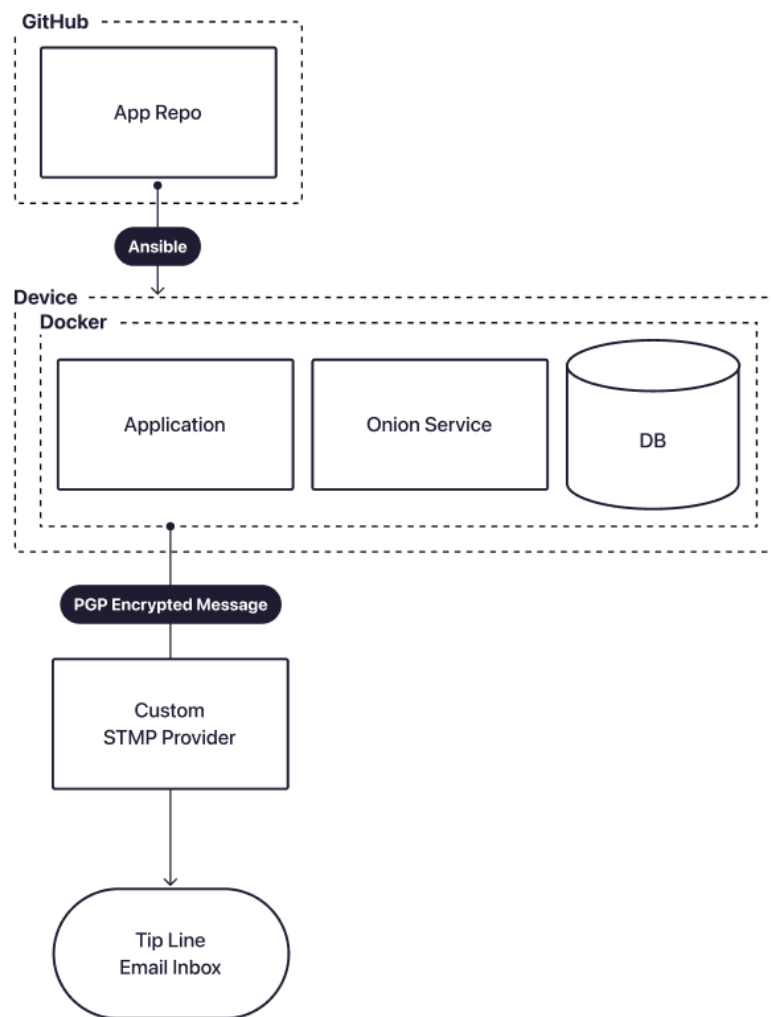 GitHub
App Repo
Ansible
Device
Docker
Application
Onion Service
DB
PGP Encrypted Message
Custom
STMP Provider
Tip Line
Email Inbox